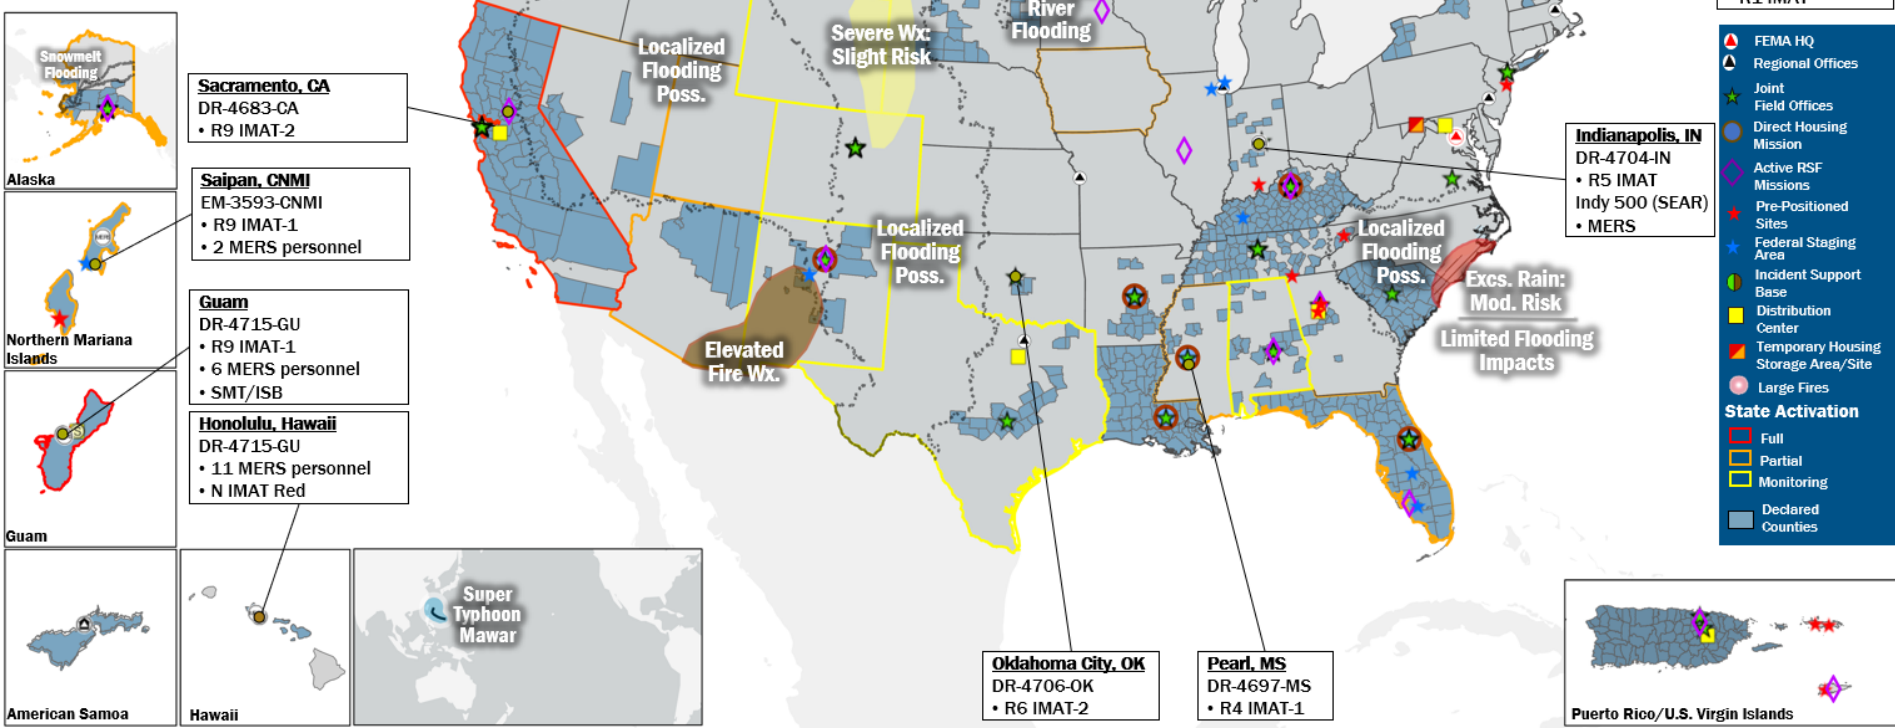 R1 IMAT
Snowmelt
Flooding
Alaska
Sacramento, CA
DR-4683-CA
• R9 IMAT-2
Saipan, CNMI
EM-3593-CNMI
• R9 IMAT-1
• 2 MERS personnel
Northern Mariana
Islands
Guam
DR-4715-GU
• R9 IMAT-1
• 6 MERS personnel
• SMT/ISB
Guam
Honolulu, Hawaii
DR-4715-GU
• 11 MERS personnel
• N IMAT Red
American Samoa
Hawaii
Super
Typhoon
Mawar
Localized
Flooding
Poss.
Severe Wx:
Slight Risk
River
Flooding
Localized
Flooding
Poss.
Elevated
Fire Wx.
Localized
Flooding
Poss.
Excs. Rain:
Mod. Risk
Limited Flooding
Impacts
Indianapolis, IN
DR-4704-IN
• R5 IMAT
Indy 500 (SEAR)
• MERS
Oklahoma City, OK
DR-4706-OK
• R6 IMAT-2
Pearl, MS
DR-4697-MS
• R4 IMAT-1
FEMA HQ
Regional Offices
Joint
Field Offices
Direct Housing
Mission
Active RSF
Missions
Pre-Positioned
Sites
Federal Staging
Area
Incident Support
Base
Distribution
Center
Temporary Housing
Storage Area/Site
Large Fires
State Activation
Full
Partial
Monitoring
Declared
Counties
Puerto Rico/U.S. Virgin Islands